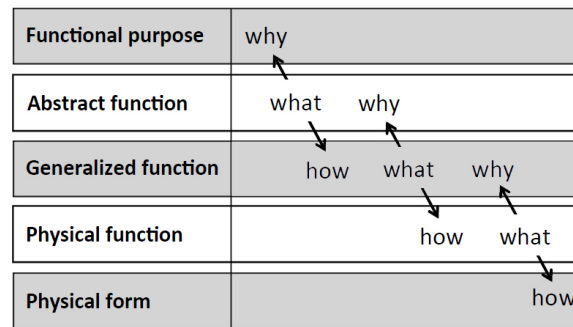 Functional purpose why
Abstract function what why
Generalized function how what why
Physical function how what
Physical form how